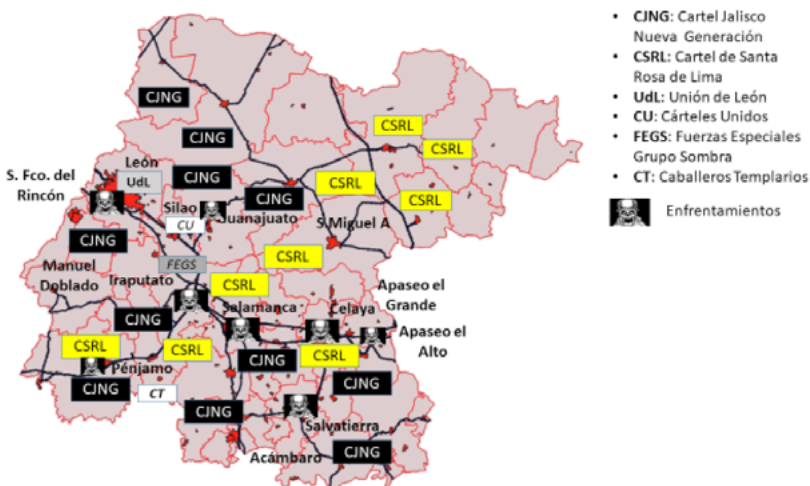 CJNG
CJNG
CJNG
CJNG
CSRL
CSRL
CSRL
CSRL
León
UdL
S. Fco. del
Rincón
Silao
CU
Guanajuato
S.Miguel A
CJNG
CSRL
Manuel
Doblado
Iraputato
FEGS
CSRL
Apaseo el
Grande
CJNG
Salamanca
Celaya
Apaseo el
Alto
CSRL
CSRL
CSRL
Pénjamo
CJNG
CJNG
CJNG
CT
CJNG
Salvatierra
Acámbaro
CJNG
• CJNG: Cartel Jalisco
Nueva Generación
• CSRL: Cartel de Santa
Rosa de Lima
• UdL: Unión de León
• CU: Cárteles Unidos
• FEGS: Fuerzas Especiales
Grupo Sombra
• CT: Caballeros Templarios
Enfrentamientos